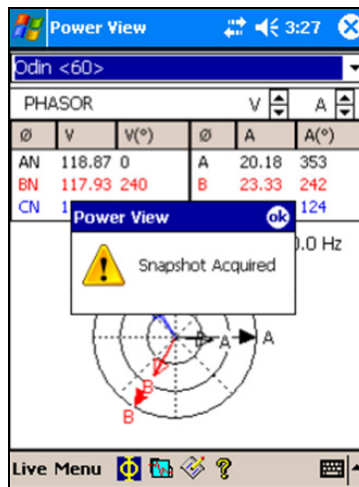 Power View 3:27
Odin <60>
PHASOR V A
Ø V V(°) Ø A A(°)
AN 118.87 0 A 20.18 353
BN 117.93 240 B 23.33 242
CN 1 124
Power View ok
Snapshot Acquired
.0 Hz
A A
B
B
Live Menu